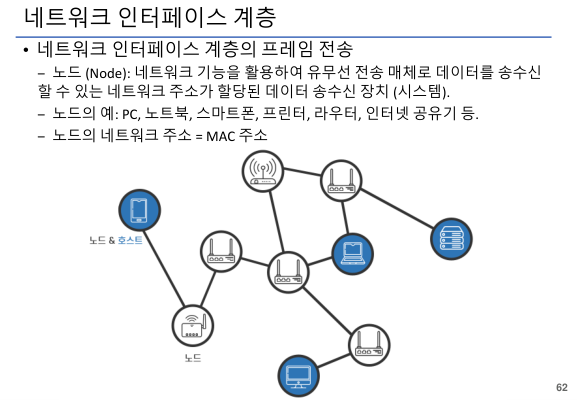 네트워크 인터페이스 계층
• 네트워크 인터페이스 계층의 프레임 전송
– 노드 (Node): 네트워크 기능을 활용하여 유무선 전송 매체로 데이터를 송수신
할 수 있는 네트워크 주소가 할당된 데이터 송수신 장치 (시스템).
– 노드의 예: PC, 노트북, 스마트폰, 프린터, 라우터, 인터넷 공유기 등.
– 노드의 네트워크 주소 = MAC 주소
노드 & 호스트
노드
62